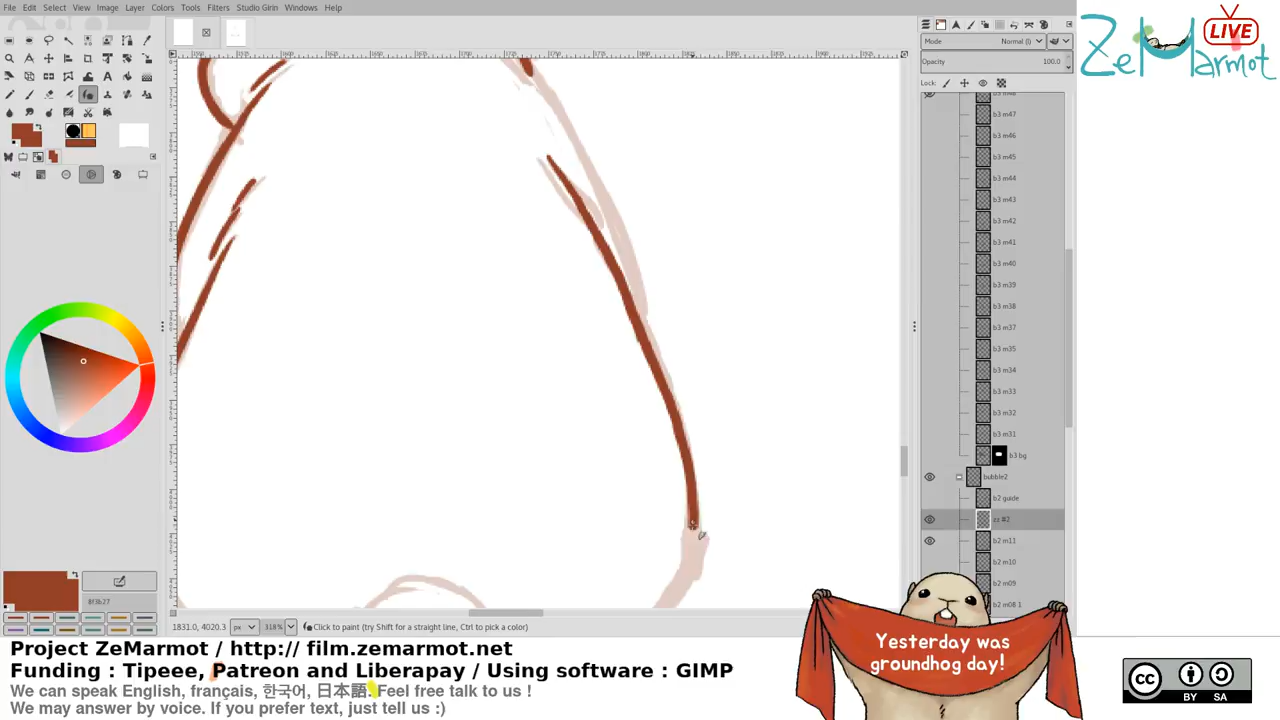 File Edit Select View Image Layer Colors Tools Filters Studio Girin Windows Help
ZeMarmot
LIVE
Mode Normal (l)
Opacity 100.0
Lock:
b3 m47
b3 m46
b3 m45
b3 m44
b3 m43
b3 m42
b3 m41
b3 m40
b3 m39
b3 m38
b3 m37
b3 m35
b3 m34
b3 m33
b3 m32
b3 m31
b3 bg
bubble2
b2 guide
zz #2
b2 m11
b2 m10
b2 m09
b2 m08 1
8f3b27
1831.0, 4020.3 px 318% Click to paint (try Shift for a straight line, Ctrl to pick a color)
Yesterday was
groundhog day!
Project ZeMarmot / http:// film.zemarmot.net
Funding : Tipeee, Patreon and Liberapay / Using software : GIMP
We can speak English, français, 한국어, 日本語. Feel free talk to us !
We may answer by voice. If you prefer text, just tell us :)
cc
BY SA